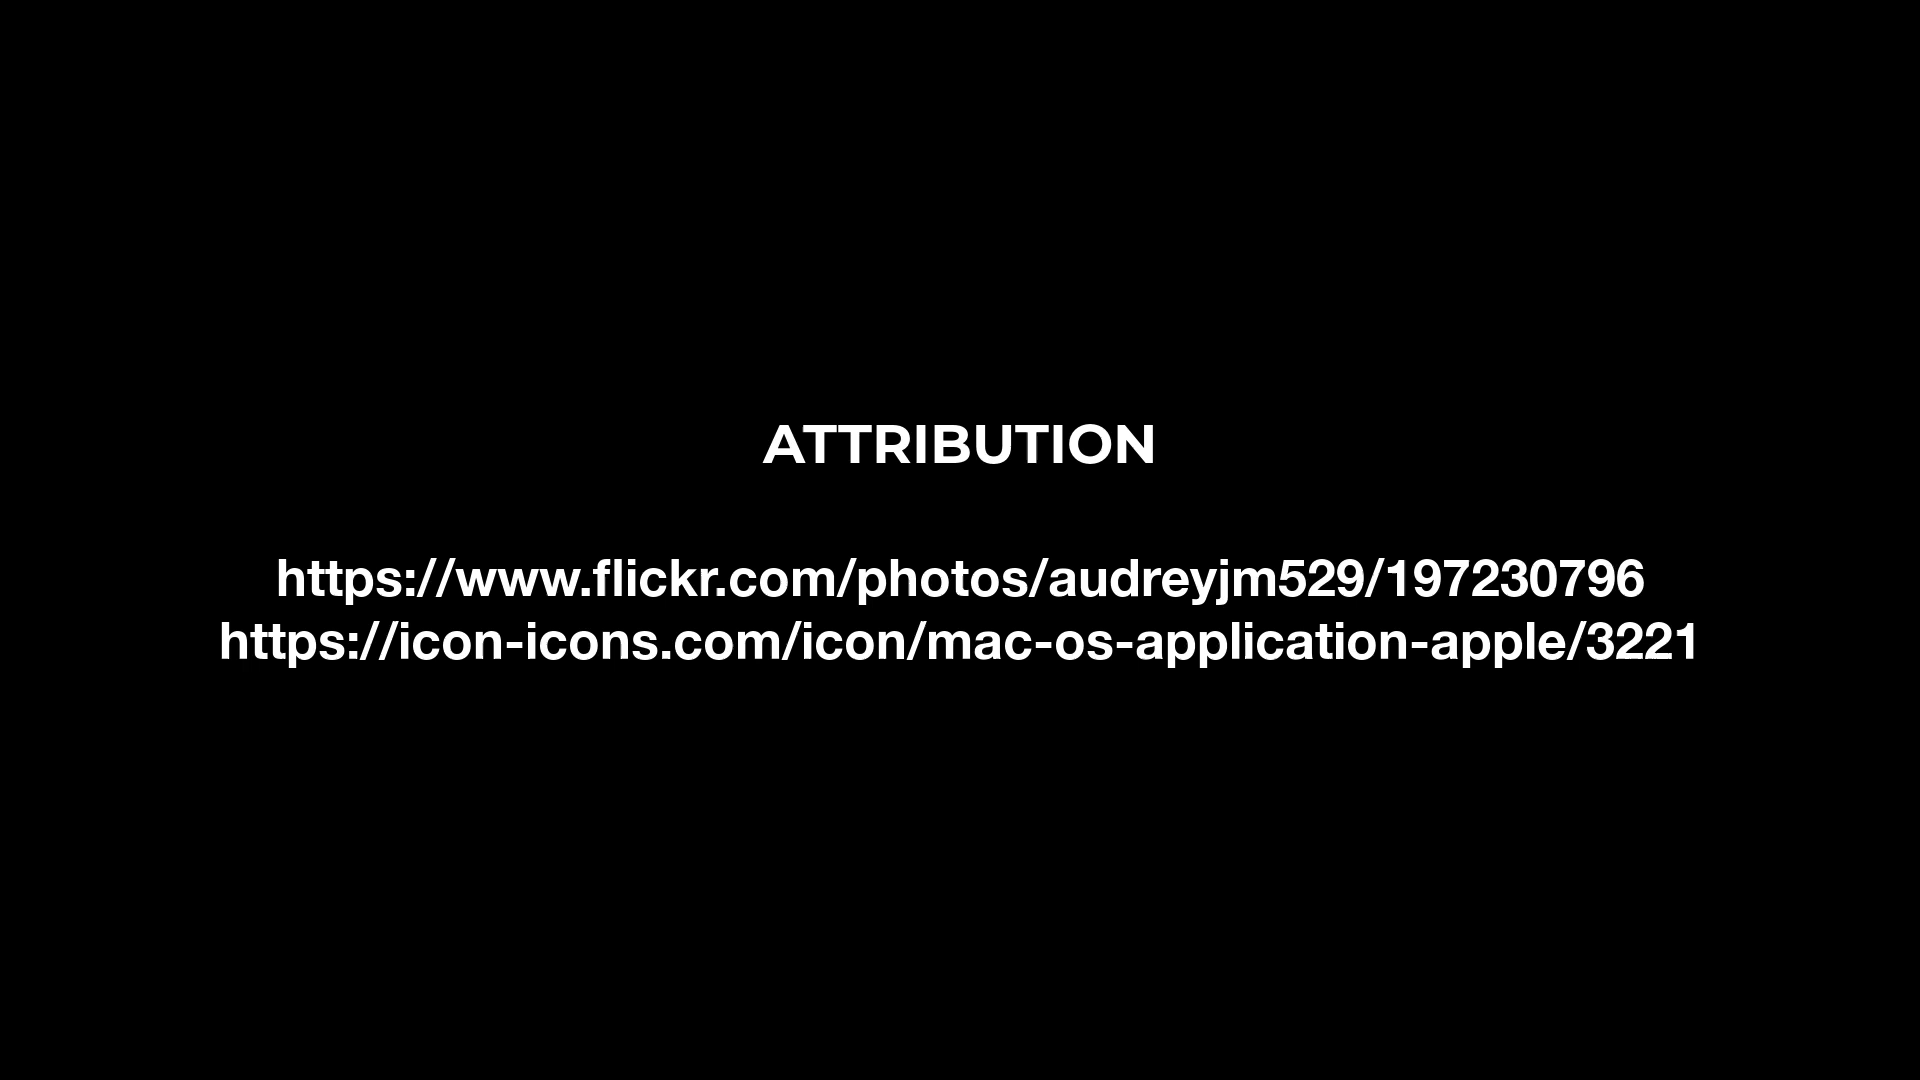 ATTRIBUTION
https://www.flickr.com/photos/audreyjm529/197230796
https://icon-icons.com/icon/mac-os-application-apple/3221